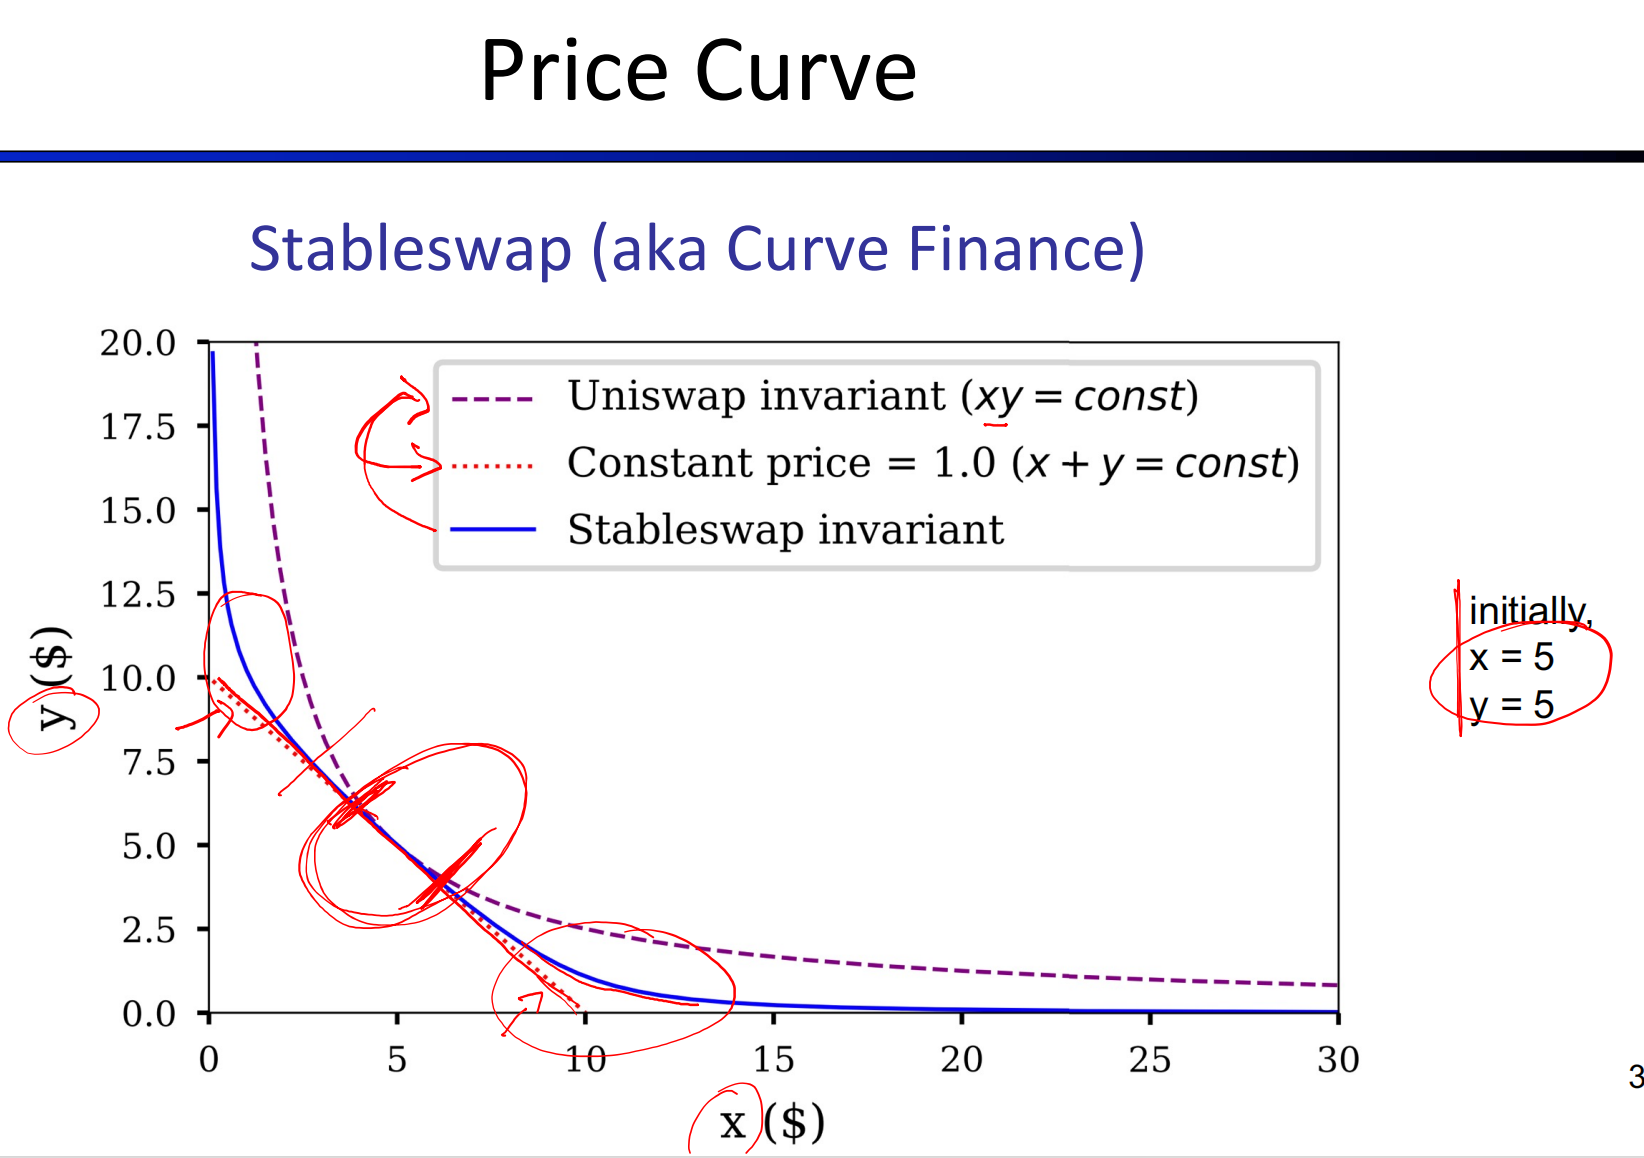 Price Curve
Stableswap (aka Curve Finance)
20.0
17.5
15.0
12.5
10.0
7.5
5.0
2.5
0.0
y ($)
Uniswap invariant (xy = const)
Constant price = 1.0 (x + y = const)
Stableswap invariant
initially,
x = 5
y = 5
0 5 10 15 20 25 30
x ($)
3